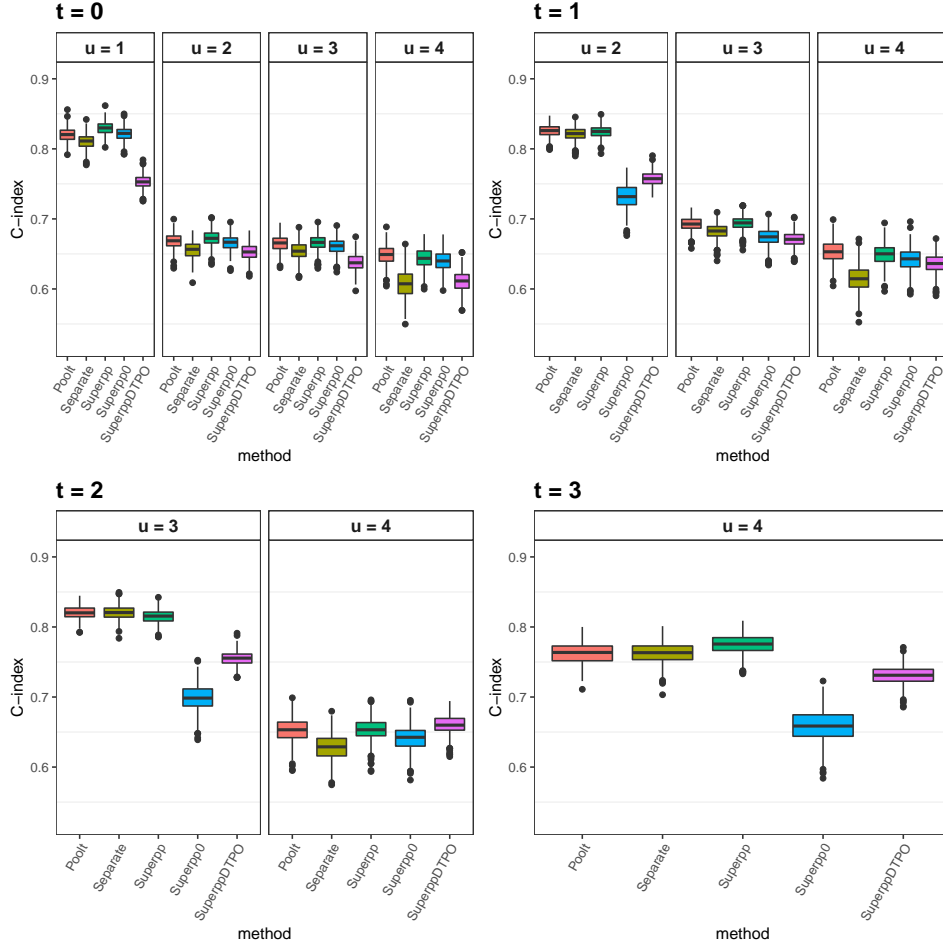 t = 0
u = 1 u = 2 u = 3 u = 4
C−index
0.9
0.8
0.7
0.6
Poolt Separate Superpp Superpp0 SuperppDTPO
Poolt Separate Superpp Superpp0 SuperppDTPO
Poolt Separate Superpp Superpp0 SuperppDTPO
Poolt Separate Superpp Superpp0 SuperppDTPO
method
t = 1
u = 2 u = 3 u = 4
C−index
0.9
0.8
0.7
0.6
Poolt Separate Superpp Superpp0 SuperppDTPO
Poolt Separate Superpp Superpp0 SuperppDTPO
Poolt Separate Superpp Superpp0 SuperppDTPO
method
t = 2
u = 3 u = 4
C−index
0.9
0.8
0.7
0.6
Poolt Separate Superpp Superpp0 SuperppDTPO
Poolt Separate Superpp Superpp0 SuperppDTPO
method
t = 3
u = 4
C−index
0.9
0.8
0.7
0.6
Poolt Separate Superpp Superpp0 SuperppDTPO
method